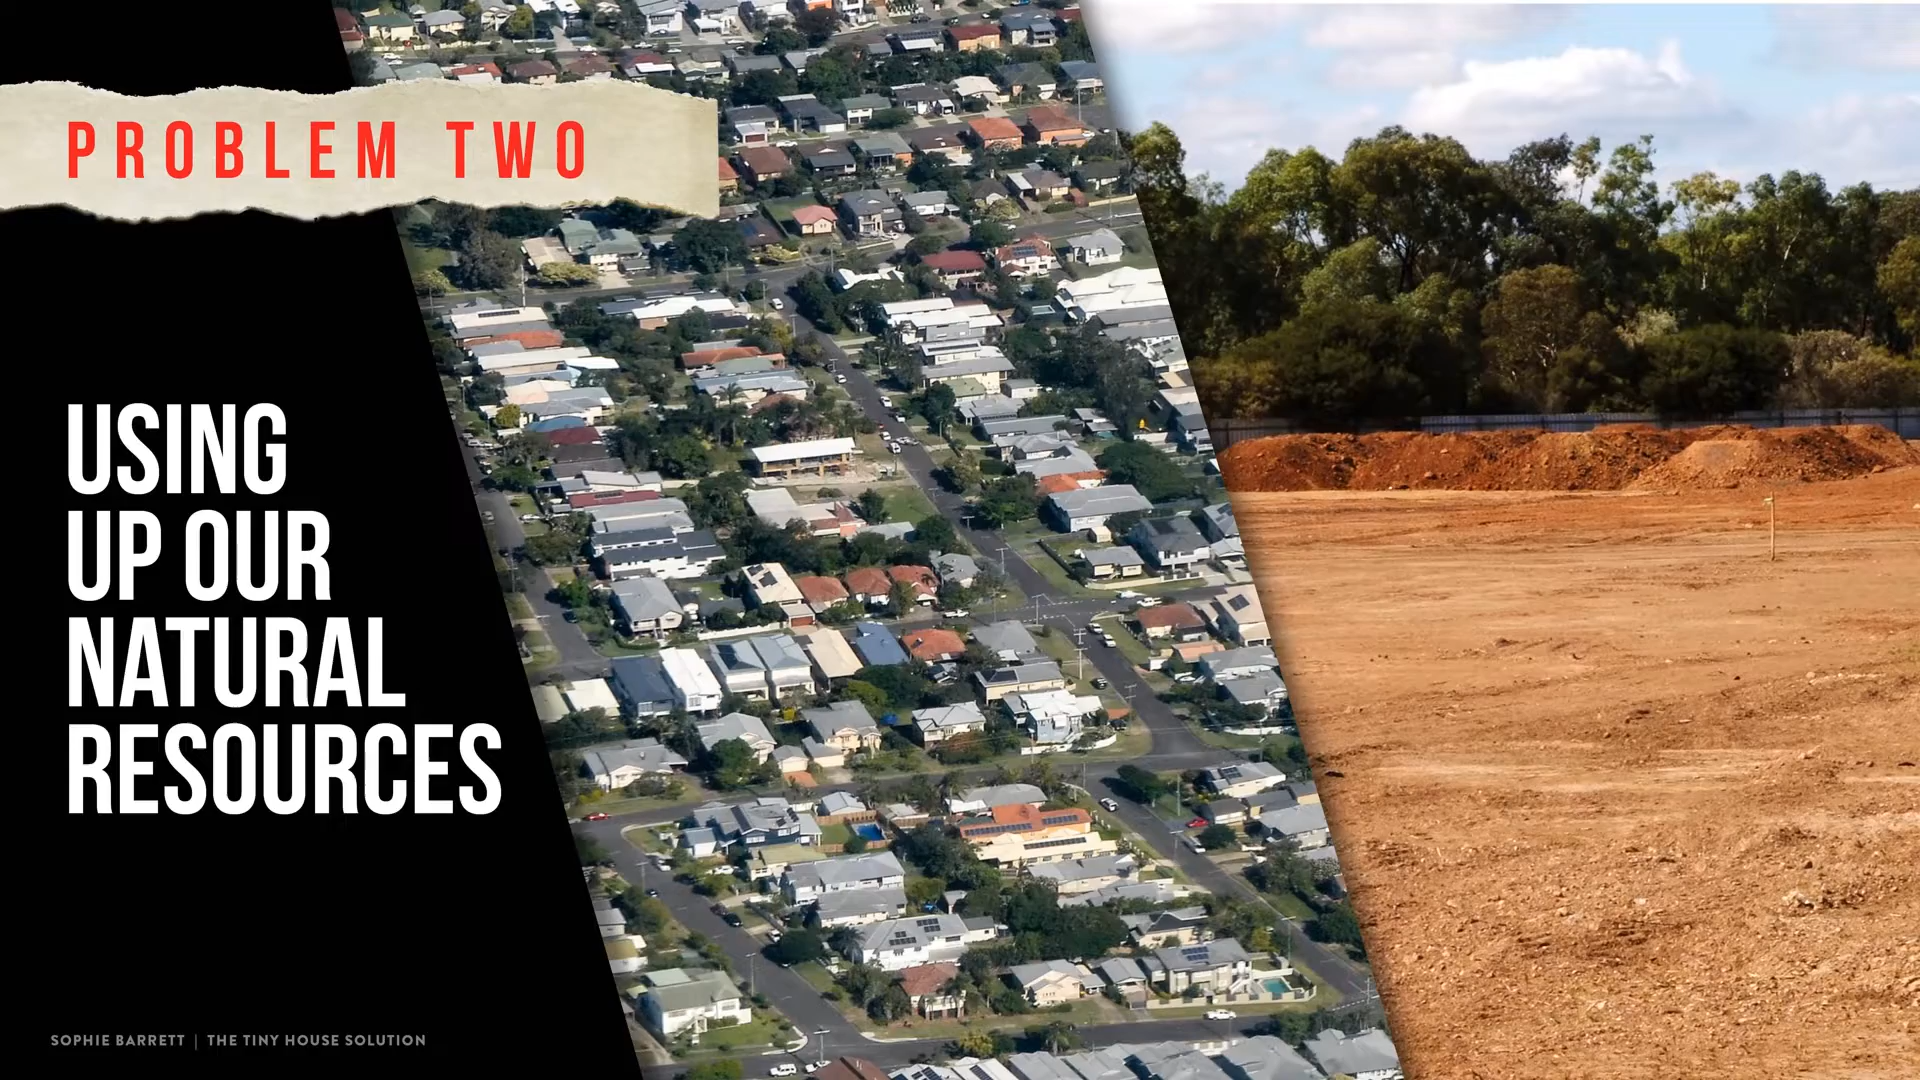 PROBLEM TWO
USING
UP OUR
NATURAL
RESOURCES
SOPHIE BARRETT | THE TINY HOUSE SOLUTION